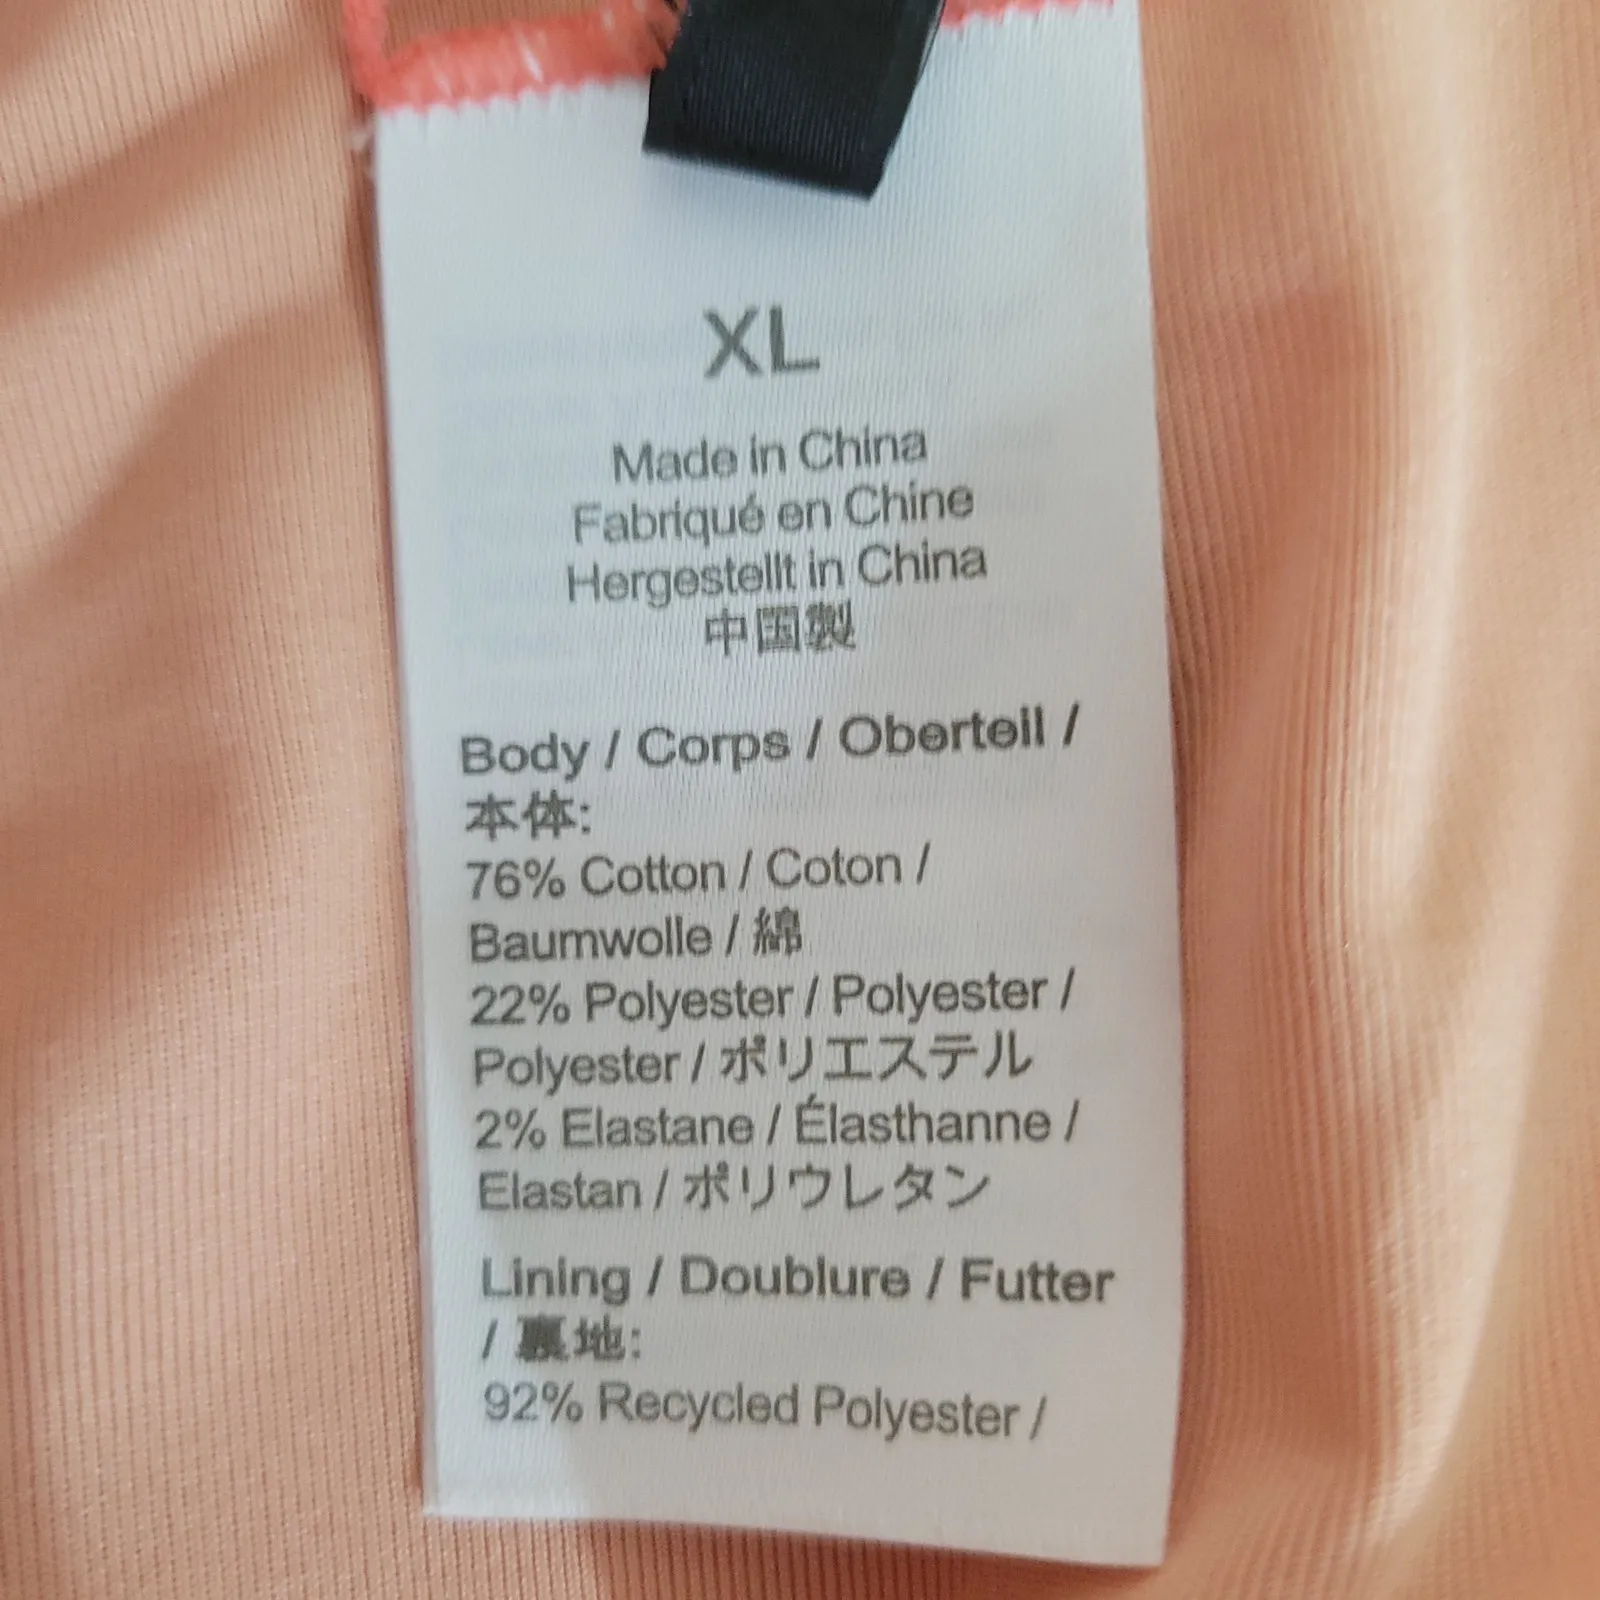 XL
Made in China
Fabriqué en Chine
Hergestellt in China
中国製
Body / Corps / Oberteil /
本体:
76% Cotton / Coton /
Baumwolle / 綿
22% Polyester / Polyester /
Polyester / ポリエステル
2% Elastane / Élasthanne /
Elastan / ポリウレタン
Lining / Doublure / Futter
/ 裏地:
92% Recycled Polyester /